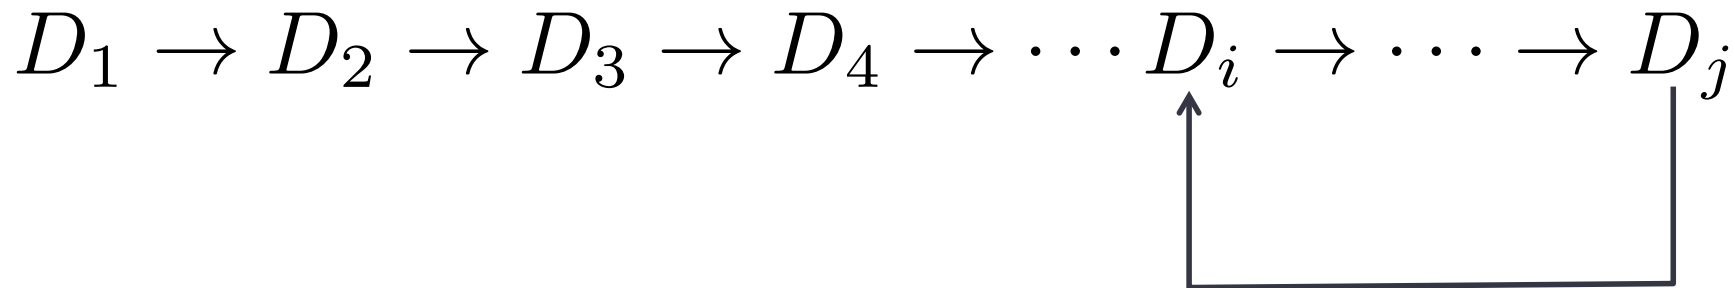 D₁ → D₂ → D₃ → D₄ → ··· Dᵢ → ··· → Dⱼ